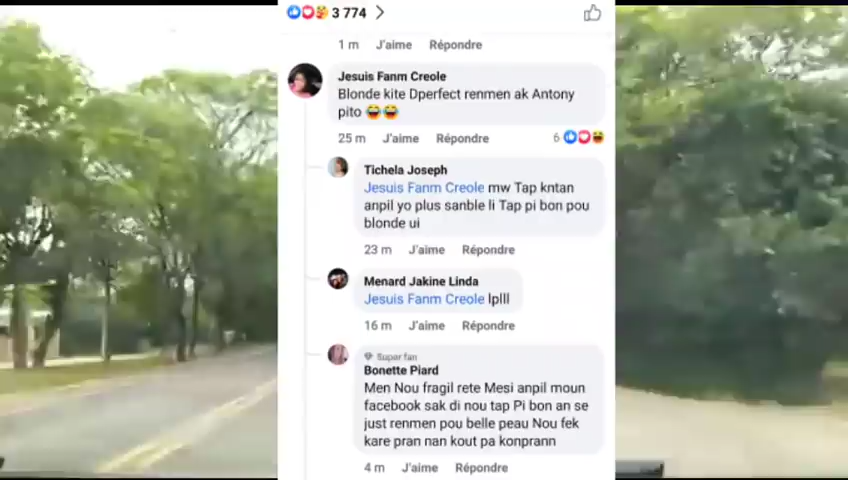 3 774
1 m J'aime Répondre
Jesuis Fanm Creole
Blonde kite Dperfect renmen ak Antony
pito
25 m J'aime Répondre 6
Tichela Joseph
Jesuis Fanm Creole mw Tap kntan
anpil yo plus sanble li Tap pi bon pou
blonde ui
23 m J'aime Répondre
Menard Jakine Linda
Jesuis Fanm Creole lplll
16 m J'aime Répondre
Super fan
Bonette Piard
Men Nou fragil rete Mesi anpil moun
facebook sak di nou tap Pi bon an se
just renmen pou belle peau Nou fek
kare pran nan kout pa konprann
4 m J'aime Répondre